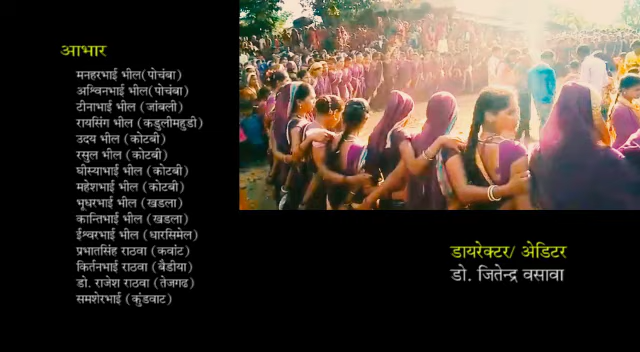 आभार
मनहरभाई भील(पोचंबा)
अश्विनभाई भील(पोचंबा)
टीनाभाई भील (जांबली)
रायसिंग भील (कडुलीमहुडी)
उदय भील (कोटबी)
रसुल भील (कोटबी)
घीस्याभाई भील (कोटबी)
महेशभाई भील (कोटबी)
भूधरभाई भील (खडला)
कान्तिभाई भील (खडला)
ईश्वरभाई भील (धारसिमेल)
प्रभातसिंह राठवा (कवांट)
किर्तनभाई राठवा (बैडीया)
डो. राजेश राठवा (तेजगढ)
समशेरभाई (कुंडवाट)
डायरेक्टर/ अेडिटर
डो. जितेन्द्र वसावा